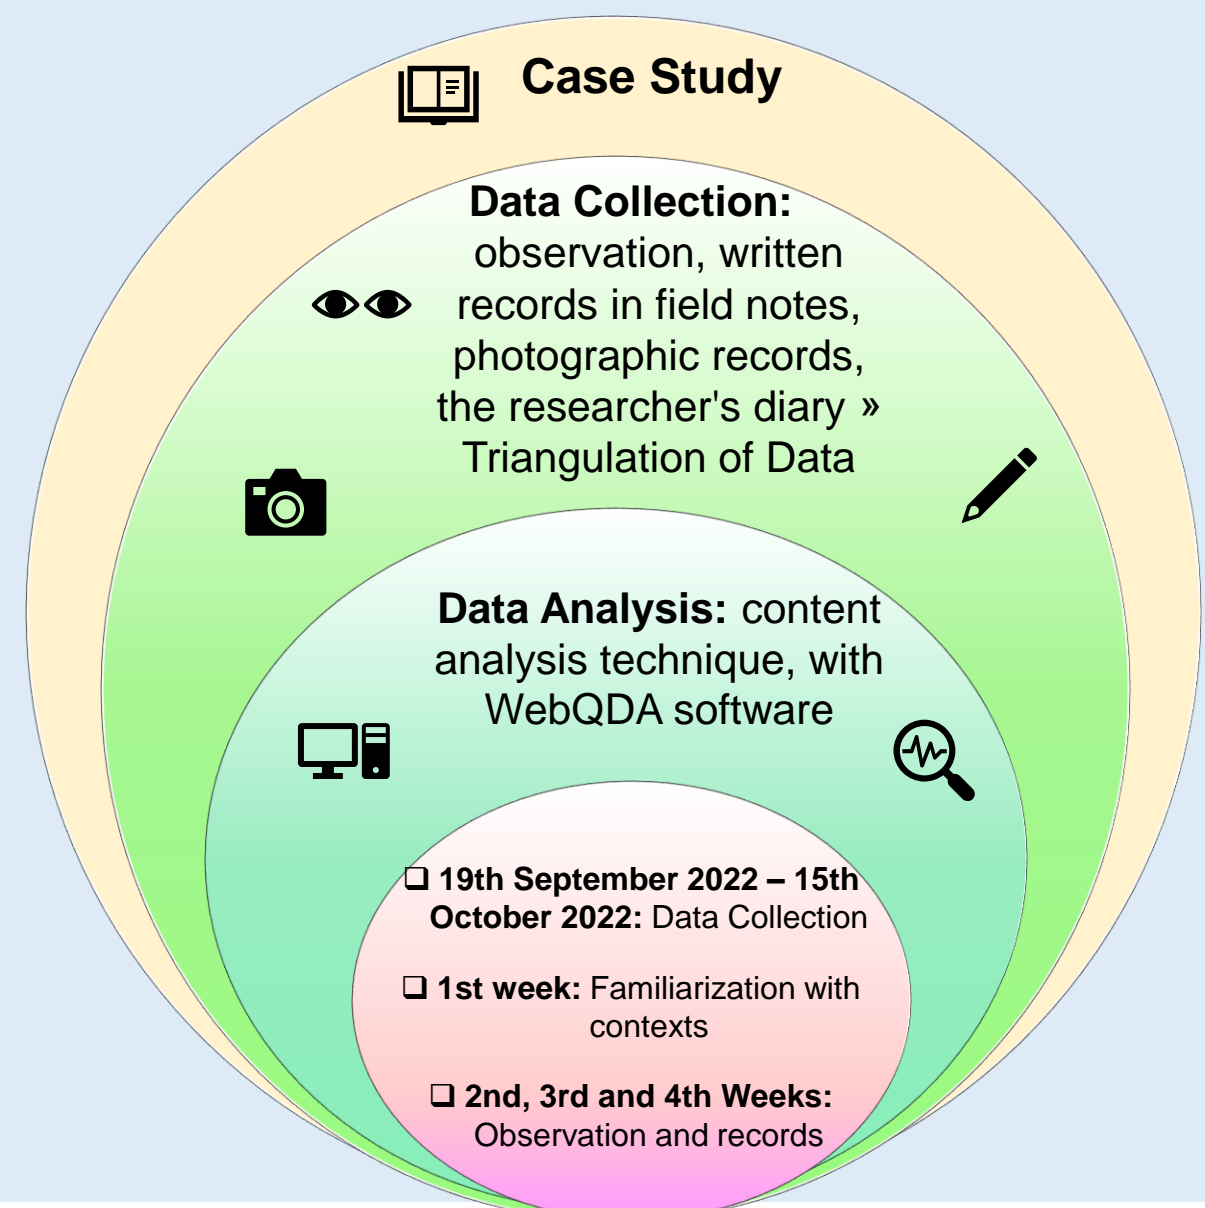 Case Study
Data Collection:
observation, written
records in field notes,
photographic records,
the researcher's diary »
Triangulation of Data
Data Analysis: content
analysis technique, with
WebQDA software
❑ 19th September 2022 – 15th
October 2022: Data Collection
❑ 1st week: Familiarization with
contexts
❑ 2nd, 3rd and 4th Weeks:
Observation and records